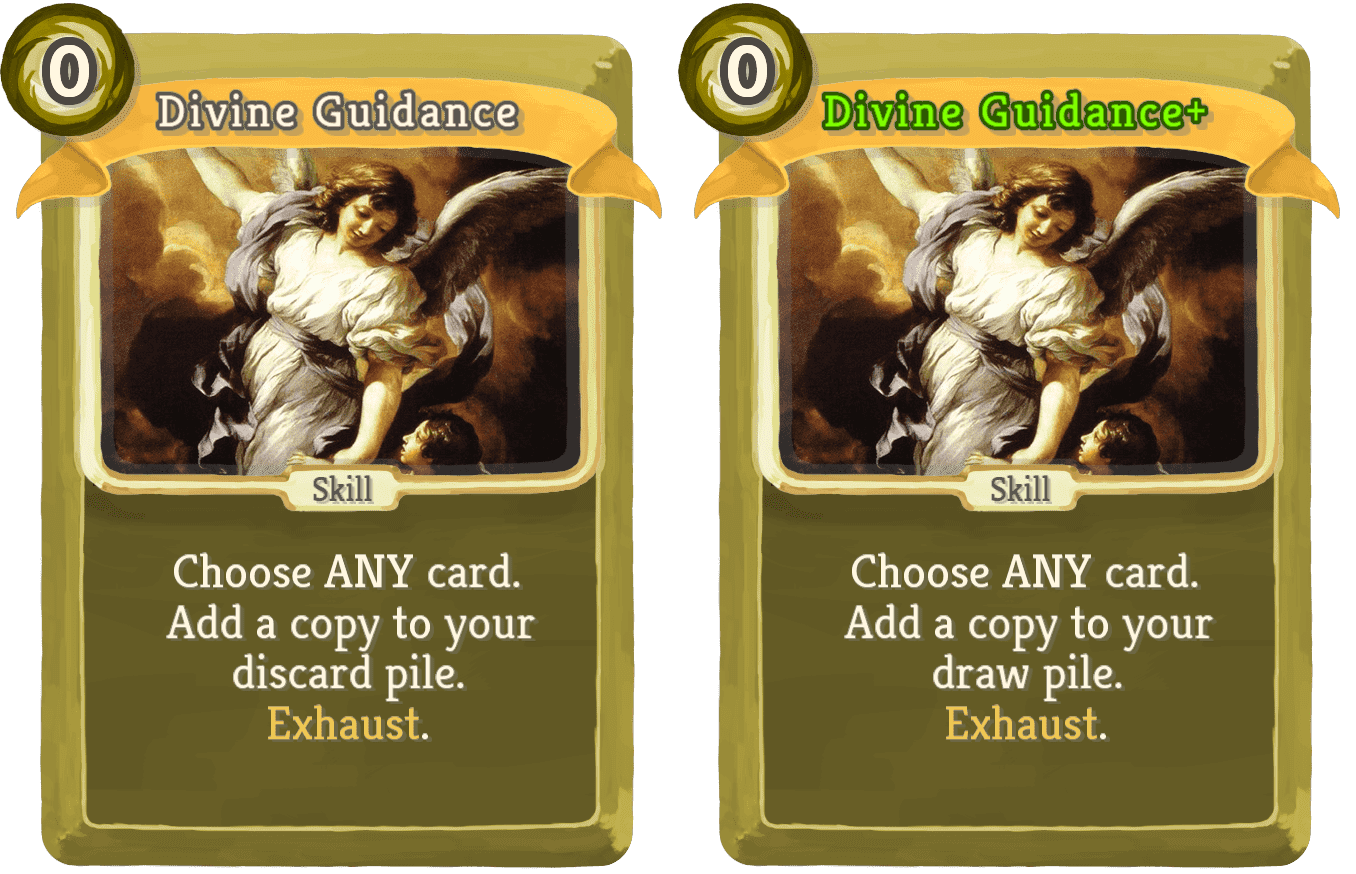 0
Divine Guidance
Skill
Choose ANY card.
Add a copy to your
discard pile.
Exhaust.
0
Divine Guidance+
Skill
Choose ANY card.
Add a copy to your
draw pile.
Exhaust.